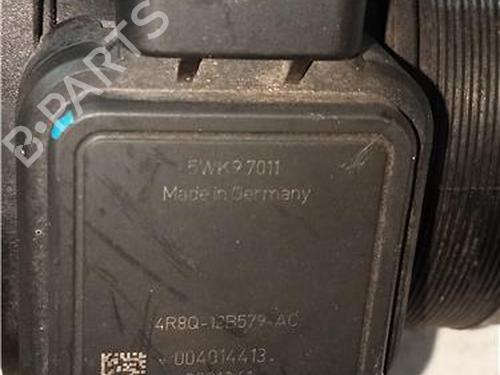 B-PARTS
5WK9 7011
Made in Germany
4R8Q-12B579-AC
004014413